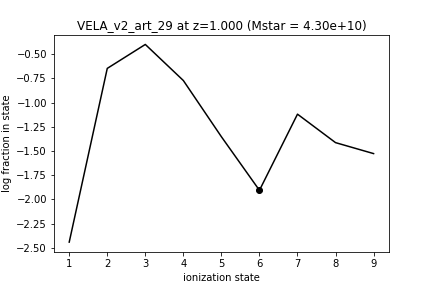 VELA_v2_art_29 at z=1.000 (Mstar = 4.30e+10)
log fraction in state
−0.50
−0.75
−1.00
−1.25
−1.50
−1.75
−2.00
−2.25
−2.50
1 2 3 4 5 6 7 8 9
ionization state